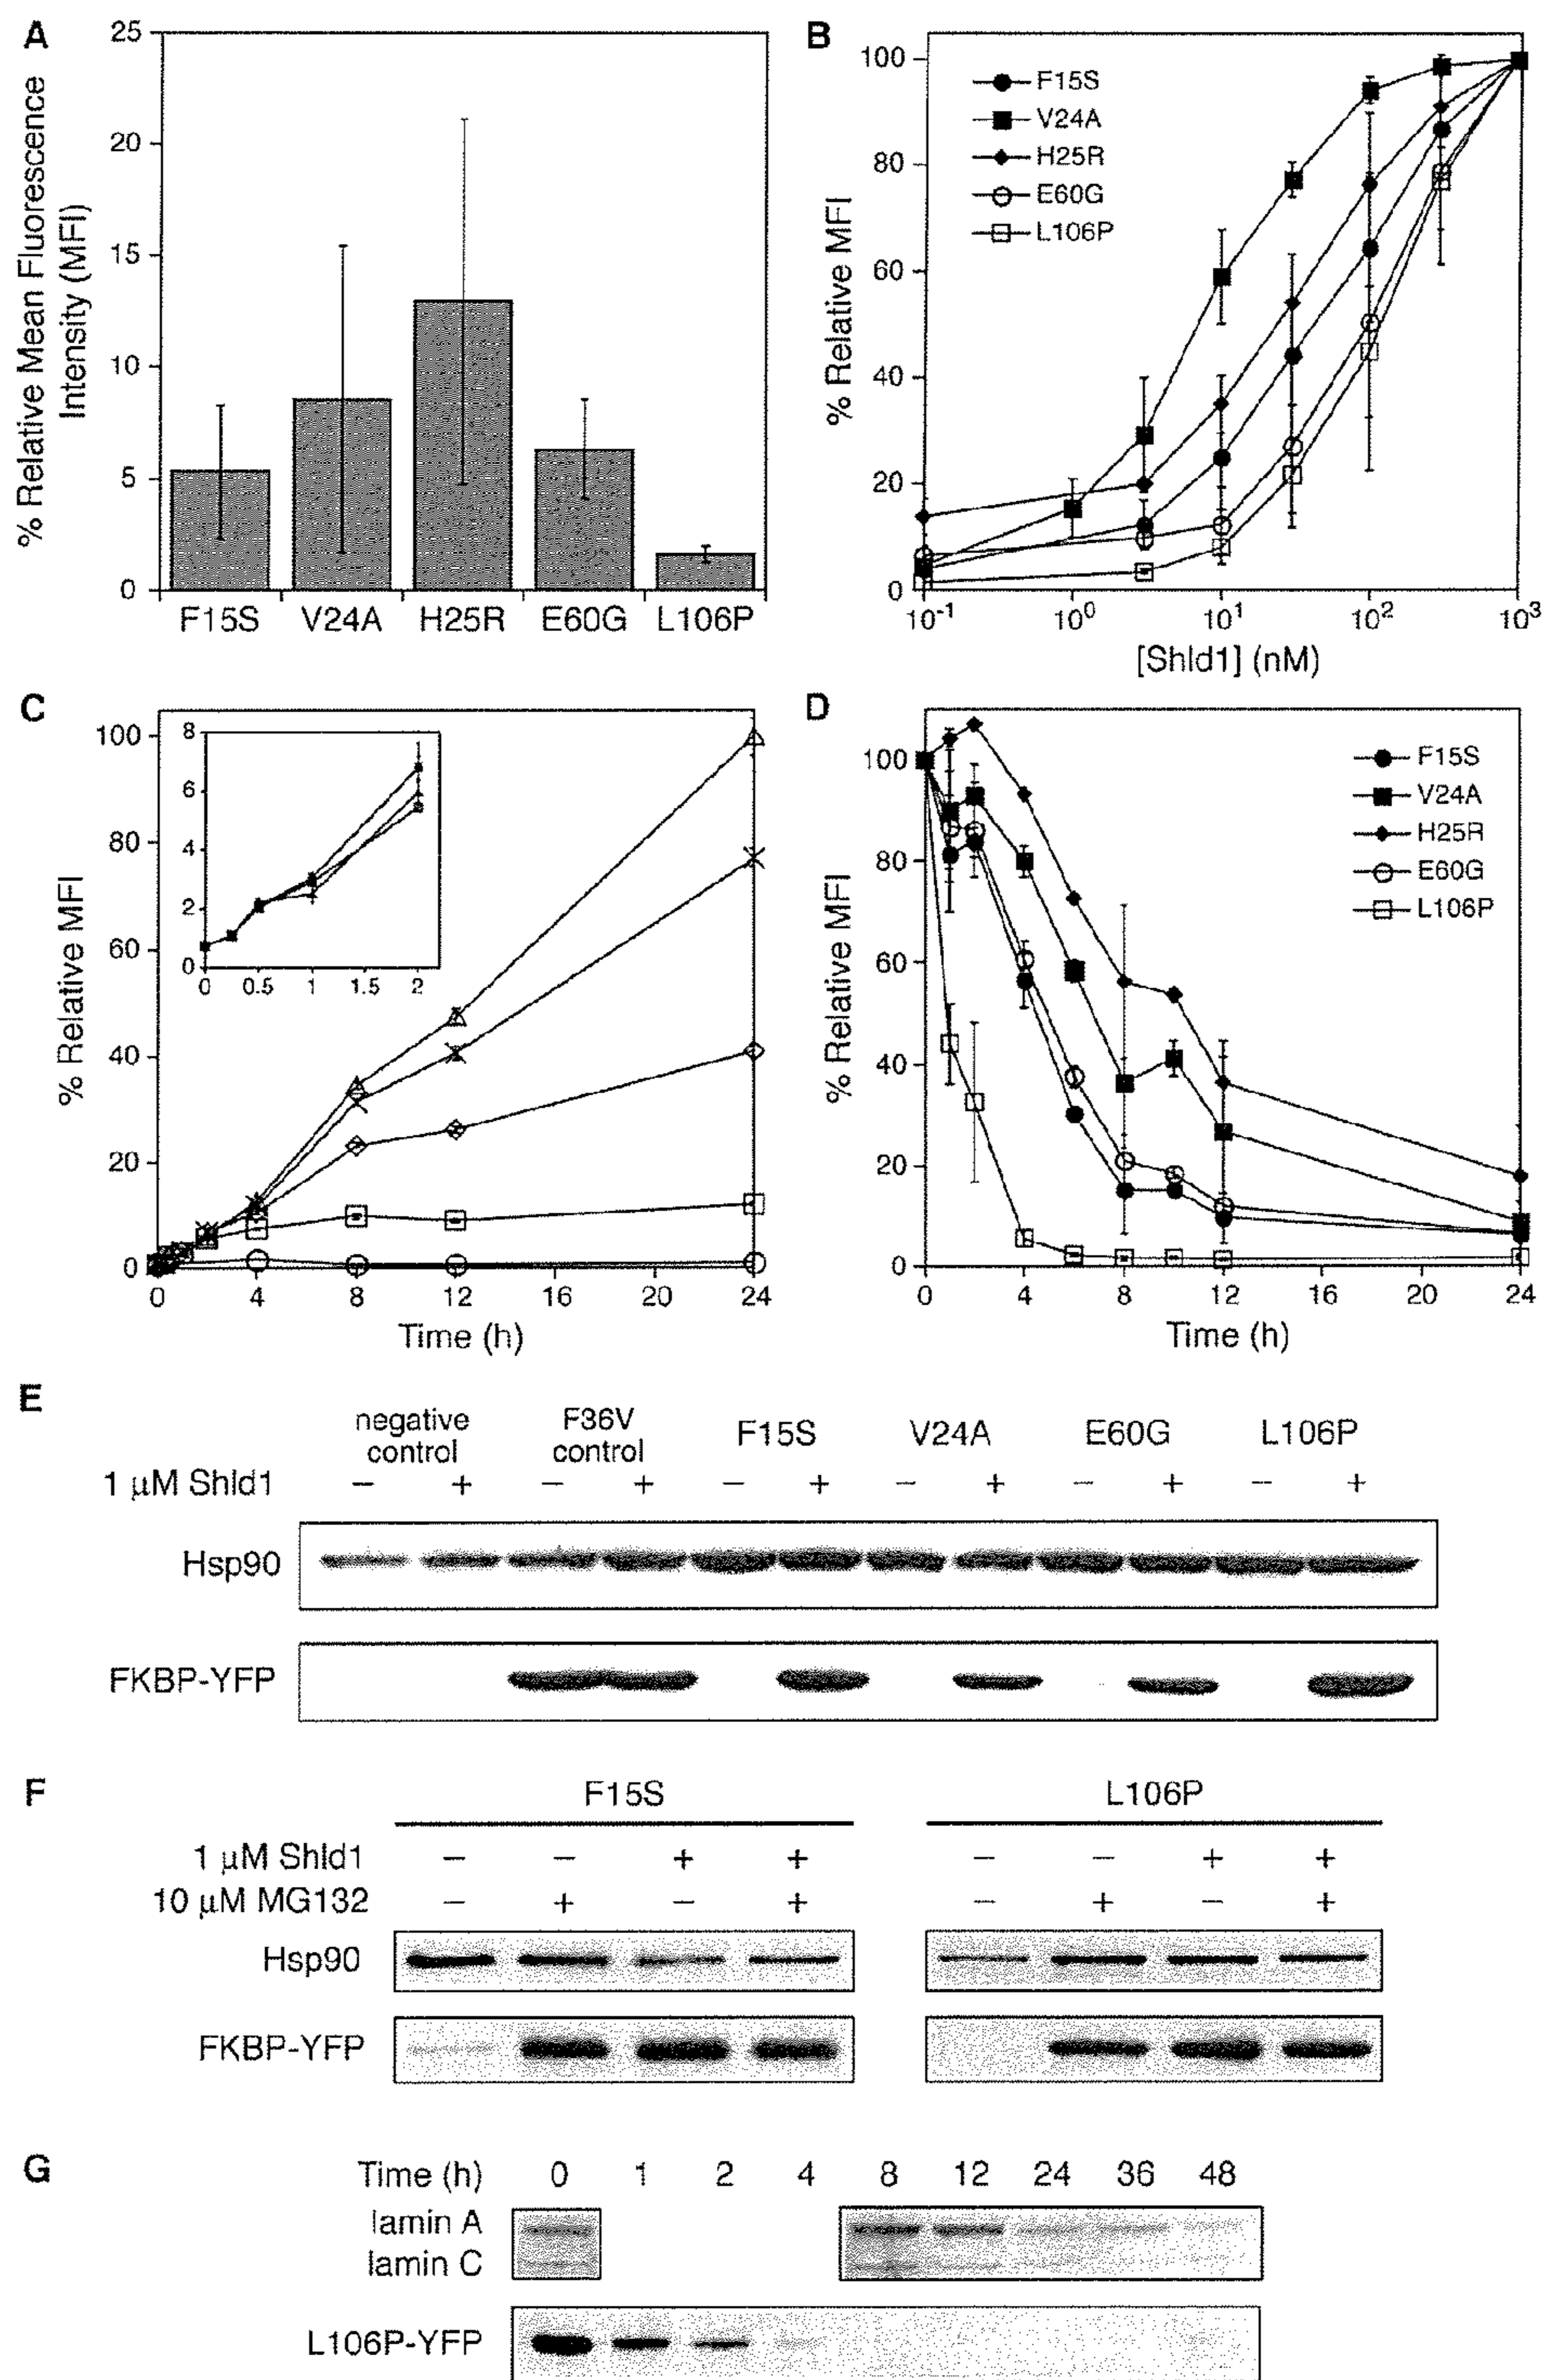 A
% Relative Mean Fluorescence
Intensity (MFI)
25
20
15
10
5
0
F15S V24A H25R E60G L106P
B
% Relative MFI
100
80
60
40
20
0
F15S
V24A
H25R
E60G
L106P
10-1 10⁰ 10¹ 10² 10³
[Shld1] (nM)
C
% Relative MFI
100
80
60
40
20
0
8
6
4
2
0
0 0.5 1 1.5 2
0 4 8 12 16 20 24
Time (h)
D
% Relative MFI
100
80
60
40
20
0
F15S
V24A
H25R
E60G
L106P
0 4 8 12 16 20 24
Time (h)
E
negative control F36V control F15S V24A E60G L106P
1 µM Shld1 − + − + − + − + − + − +
Hsp90
FKBP-YFP
F
F15S L106P
1 µM Shld1 − − + + − − + +
10 µM MG132 − + − + − + − +
Hsp90
FKBP-YFP
G
Time (h) 0 1 2 4 8 12 24 36 48
lamin A
lamin C
L106P-YFP